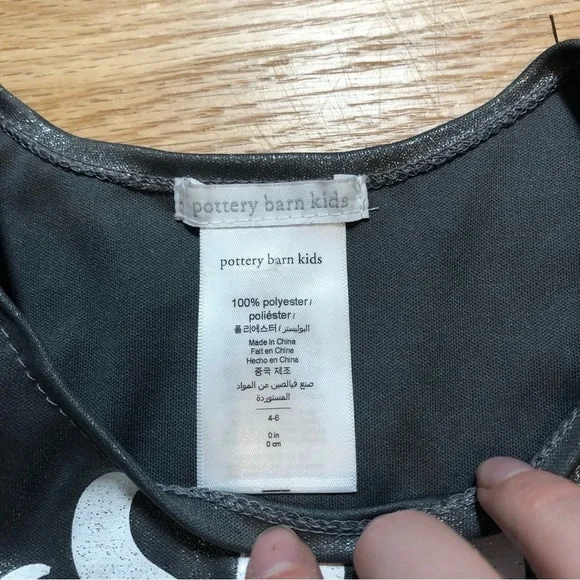 pottery barn kids
pottery barn kids
100% polyester/
poliéster/
폴리에스터/البوليستر/
Made in China
Fait en Chine
Hecho en China
중국 제조
صنع فيالصين من المواد
المستوردة
4-6
0 in
0 cm